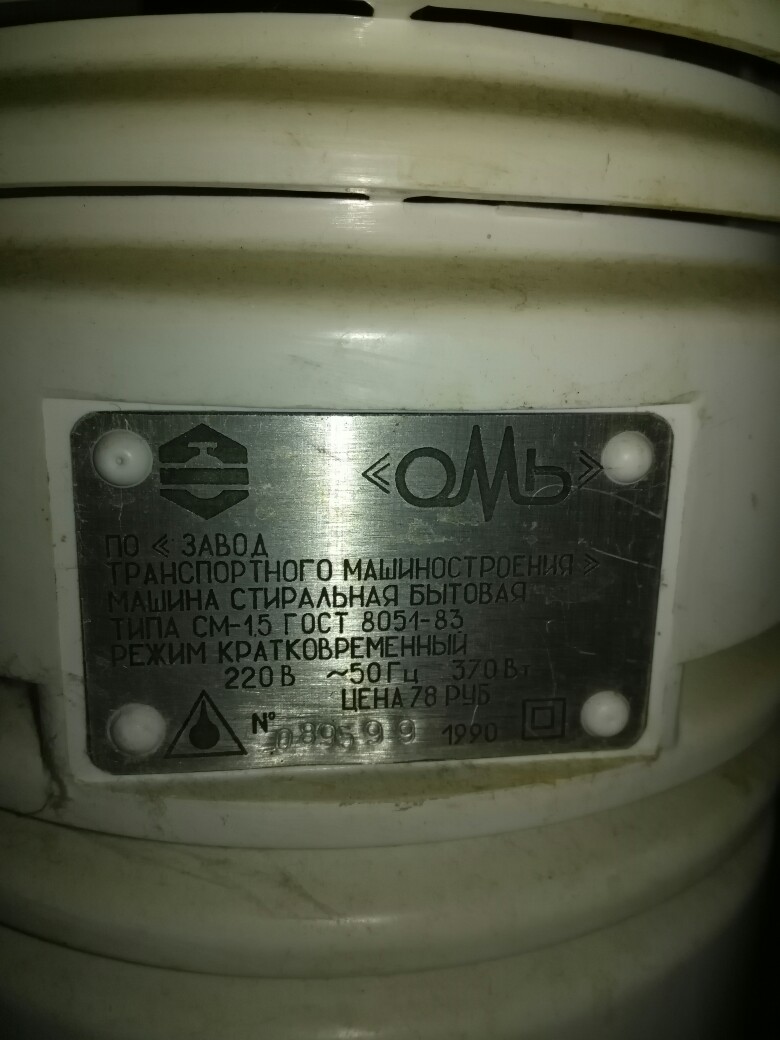 «ОМЬ»
ПО «ЗАВОД
ТРАНСПОРТНОГО МАШИНОСТРОЕНИЯ»
МАШИНА СТИРАЛЬНАЯ БЫТОВАЯ
ТИПА СМ-1,5 ГОСТ 8051-83
РЕЖИМ КРАТКОВРЕМЕННЫЙ
220 В ~50 Гц 370 Вт
ЦЕНА 78 РУБ
№ 089599 1990